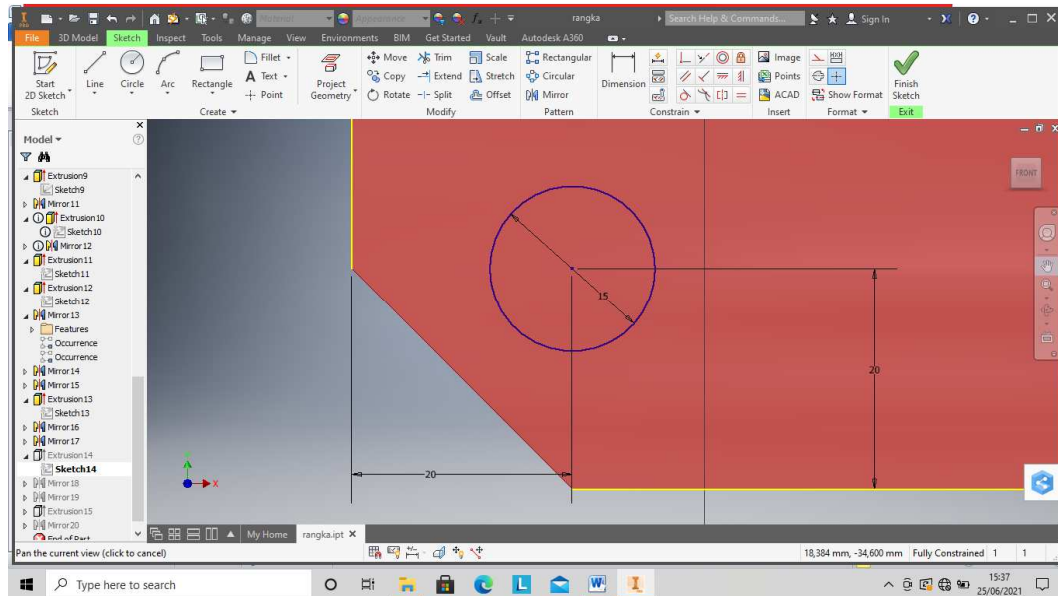 PRO
Material
Appearance
rangka
Search Help & Commands...
Sign In
File 3D Model Sketch Inspect Tools Manage View Environments BIM Get Started Vault Autodesk A360
Start 2D Sketch
Line
Circle
Arc
Rectangle
Fillet
Text
Point
Project Geometry
Move
Copy
Rotate
Trim
Extend
Split
Scale
Stretch
Offset
Rectangular
Circular
Mirror
Dimension
Image
Points
ACAD
Show Format
Finish Sketch
Sketch Create Modify Pattern Constrain Insert Format Exit
Model
Extrusion9
Sketch9
Mirror11
Extrusion10
Sketch10
Mirror12
Extrusion11
Sketch11
Extrusion12
Sketch12
Mirror13
Features
Occurrence
Occurrence
Mirror14
Mirror15
Extrusion13
Sketch13
Mirror16
Mirror17
Extrusion14
Sketch14
Mirror18
Mirror19
Extrusion15
Mirror20
End of Part
FRONT
15
20
20
X
My Home rangka.ipt
Pan the current view (click to cancel)
18,384 mm, -34,600 mm Fully Constrained 1 1
Type here to search
15:37
25/06/2021